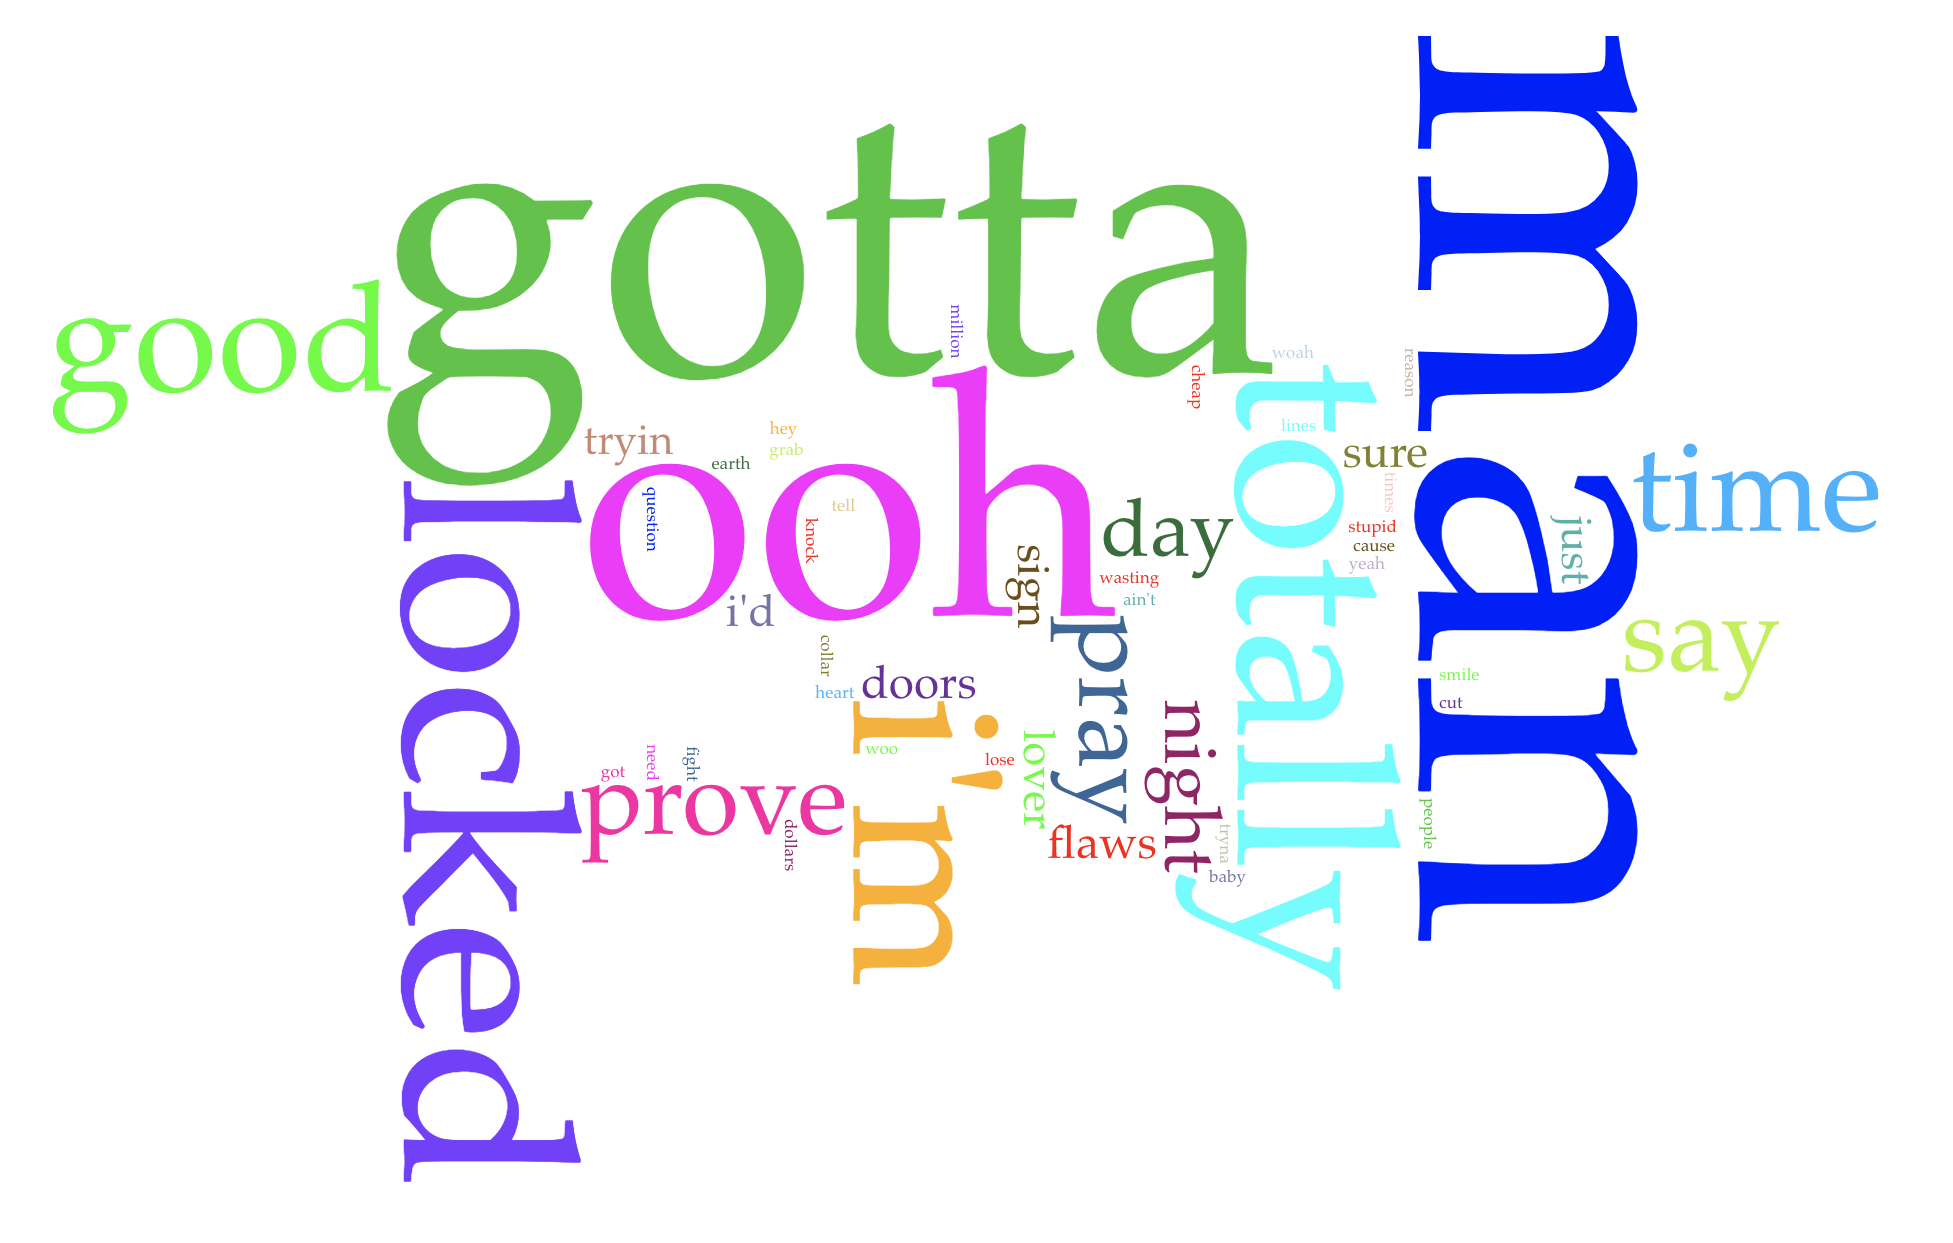 gotta
man
good
million
woah
reason
cheap
ooh
totally
lines
hey
tryin
grab
earth
sure
time
times
question
tell
knock
day
stupid
just
cause
yeah
locked
sign
wasting
ain't
i'd
pray
say
collar
doors
heart
smile
cut
i'm
night
lover
woo
lose
need
fight
got
prove
dollars
flaws
tryna
people
baby